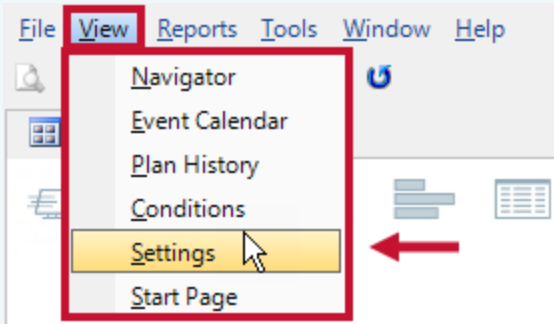 File View Reports Tools Window Help
Navigator
Event Calendar
Plan History
Conditions
Settings
Start Page